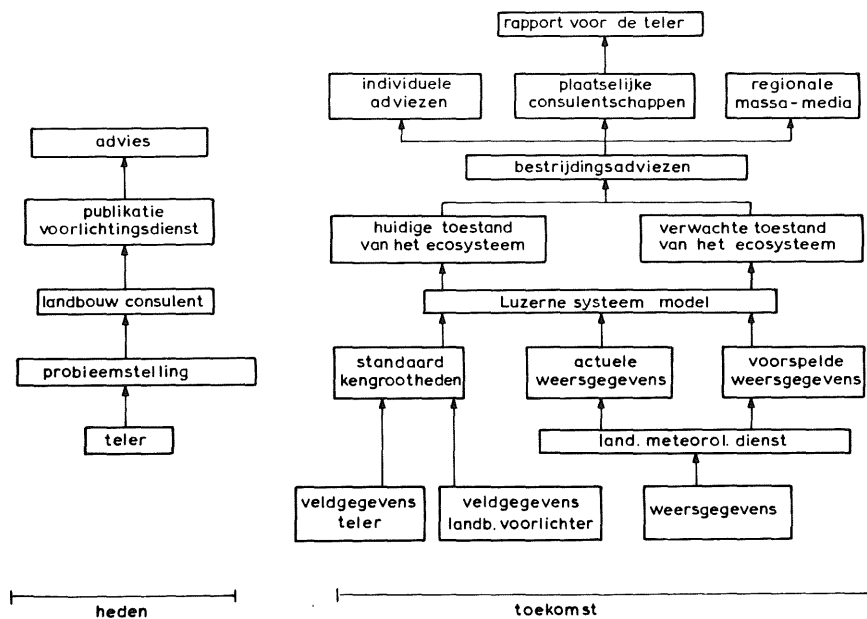 advies
publikatie
voorlichtingsdienst
landbouw consulent
probieemstelling
teler
heden
rapport voor de teler
individuele
adviezen
plaatselijke
consulentschappen
regionale
massa-media
bestrijdingsadviezen
huidige toestand
van het ecosysteem
verwachte toestand
van het ecosysteem
Luzerne systeem model
standaard
kengrootheden
actuele
weersgegevens
voorspelde
weersgegevens
land. meteorol. dienst
veldgegevens
teler
veldgegevens
landb. voorlichter
weersgegevens
toekomst